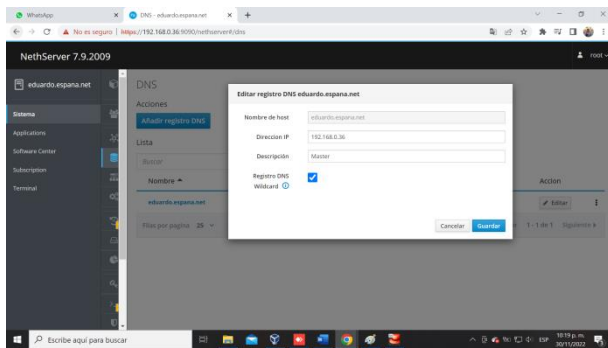 WhatsApp
DNS - eduardo.espana.net
No es seguro | https://192.168.0.36:9090/nethserver#/dns
NethServer 7.9.2009
root
eduardo.espana.net
Sistema
Applications
Software Center
Subscription
Terminal
DNS
Acciones
Añadir registro DNS
Lista
Buscar
Nombre
Accion
eduardo.espana.net
Editar
Filas por pagina 25
1 - 1 de 1 Siguiente
Editar registro DNS eduardo.espana.net
Nombre de host
eduardo.espana.net
Direccion IP
192.168.0.36
Descripción
Master
Registro DNS
Wildcard
Cancelar
Guardar
Escribe aquí para buscar
ESP
10:19 p. m.
30/11/2022